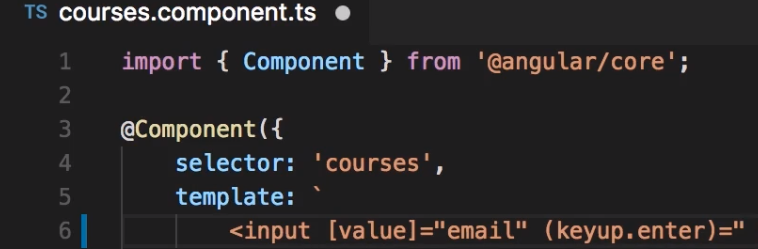 TS courses.component.ts
1 import { Component } from '@angular/core';
2
3 @Component({
4 selector: 'courses',
5 template: `
6 <input [value]="email" (keyup.enter)="